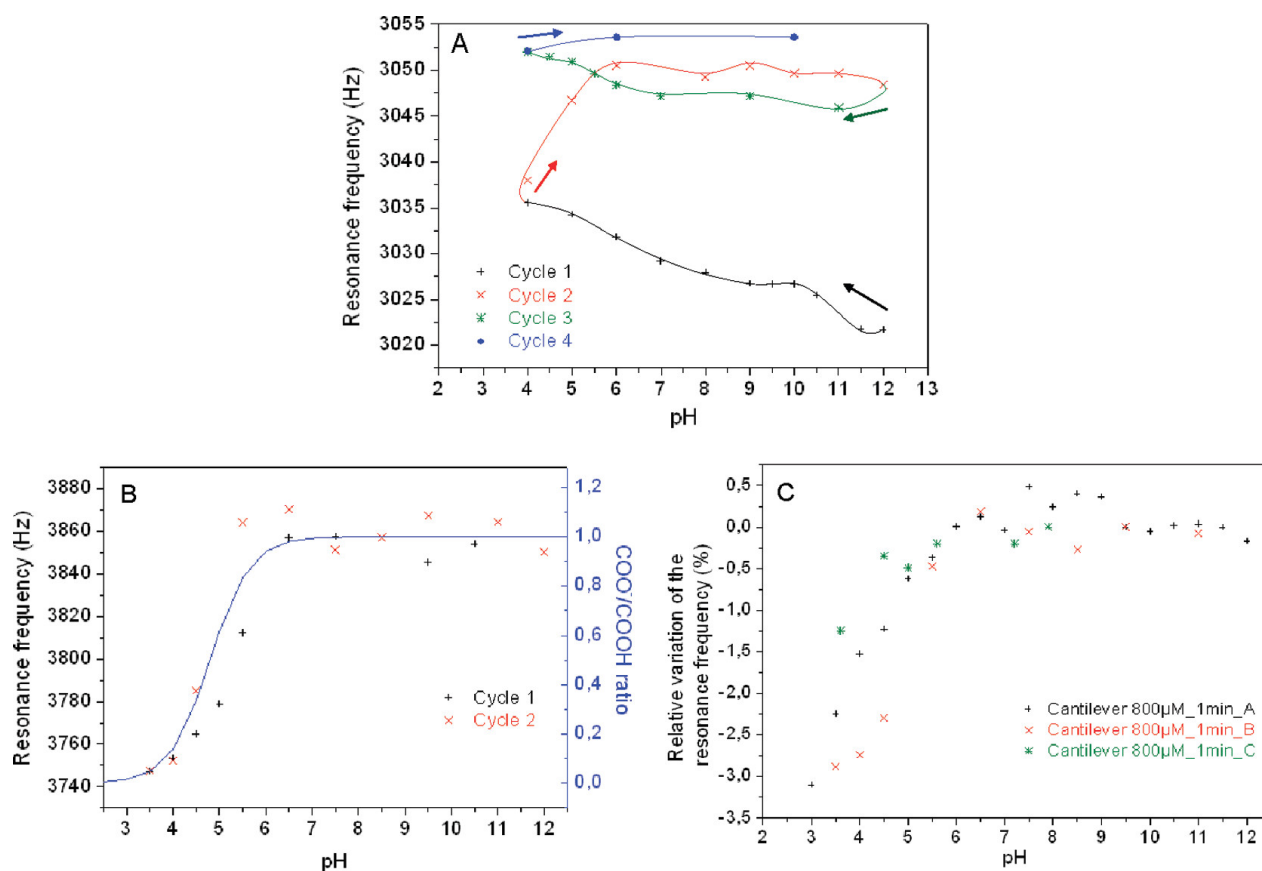 A
Resonance frequency (Hz)
3055
3050
3045
3040
3035
3030
3025
3020
Cycle 1
Cycle 2
Cycle 3
Cycle 4
2 3 4 5 6 7 8 9 10 11 12 13
pH
B
Resonance frequency (Hz)
3880
3860
3840
3820
3800
3780
3760
3740
1,2
1,0
0,8
0,6
0,4
0,2
0,0
COO⁻/COOH ratio
Cycle 1
Cycle 2
3 4 5 6 7 8 9 10 11 12
pH
C
Relative variation of the
resonance frequency (%)
0,5
0,0
-0,5
-1,0
-1,5
-2,0
-2,5
-3,0
-3,5
Cantilever 800µM_1min_A
Cantilever 800µM_1min_B
Cantilever 800µM_1min_C
2 3 4 5 6 7 8 9 10 11 12
pH